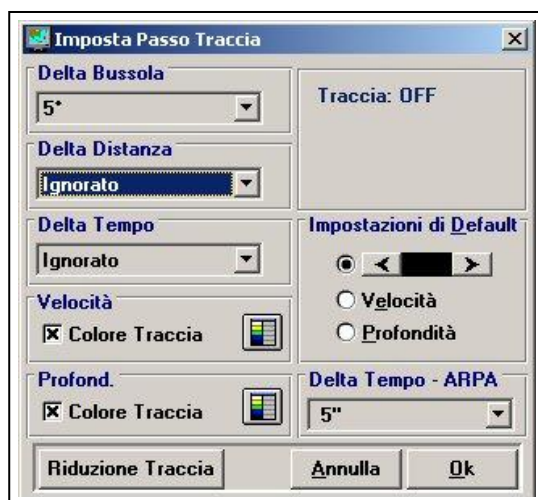 Imposta Passo Traccia
Delta Bussola
5°
Traccia: OFF
Delta Distanza
Ignorato
Delta Tempo
Ignorato
Impostazioni di Default
Velocità
Colore Traccia
Velocità
Profondità
Profond.
Colore Traccia
Delta Tempo - ARPA
5"
Riduzione Traccia
Annulla
Ok